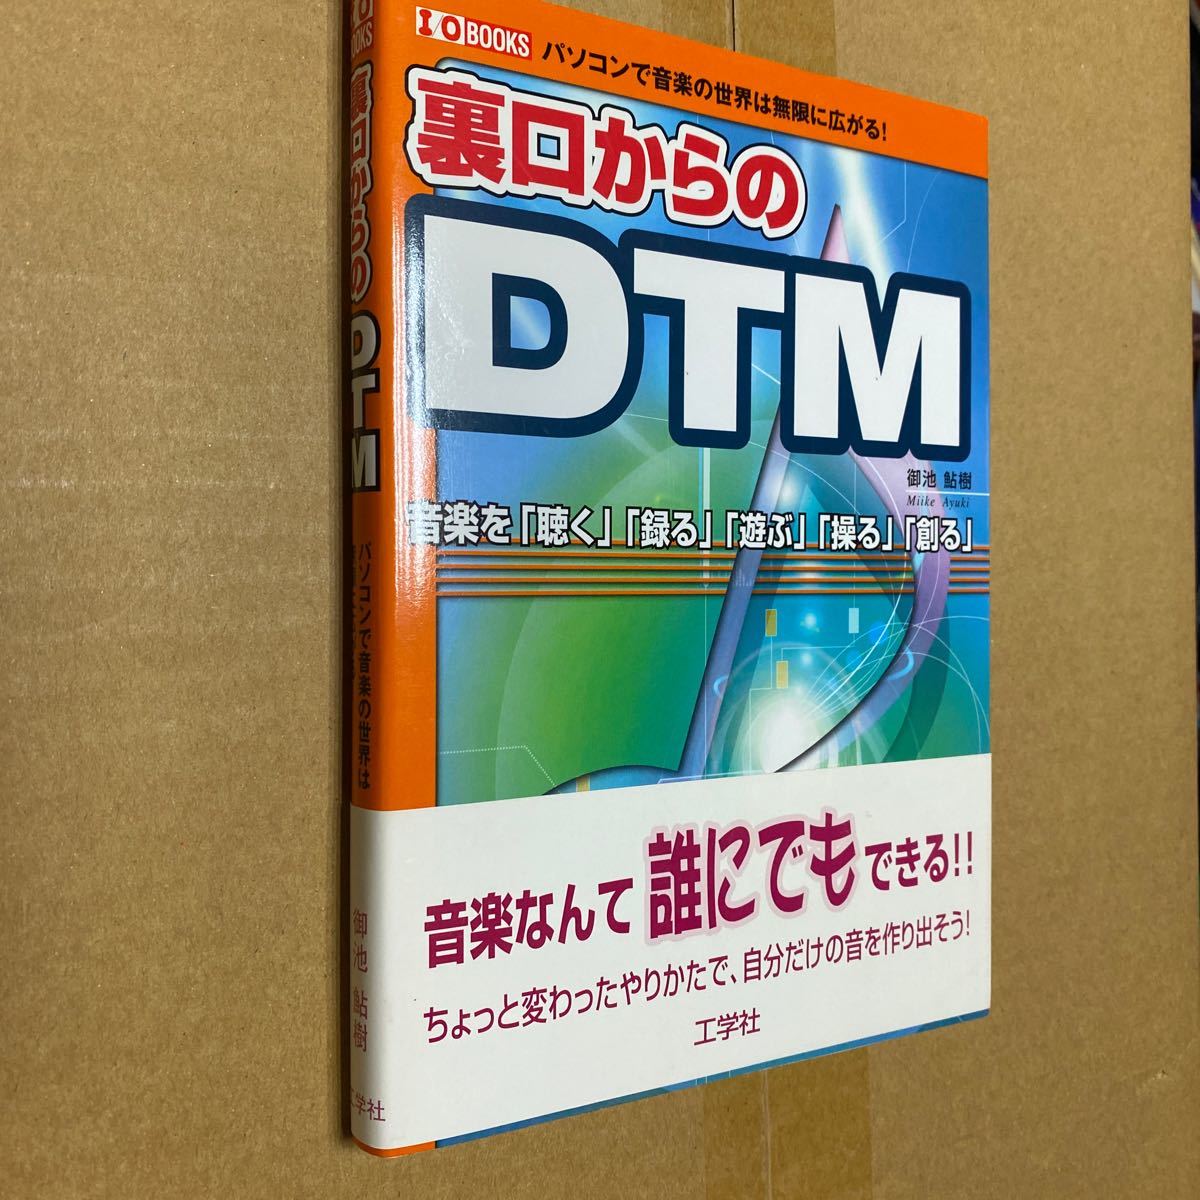 I/O BOOKS
パソコンで音楽の世界は無限に広がる!
裏口からの
DTM
御池 鮎樹
Miike Ayuki
音楽を「聴く」「録る」「遊ぶ」「操る」「創る」
音楽なんて誰にでもできる!!
ちょっと変わったやりかたで、自分だけの音を作り出そう!
工学社
I/O BOOKS
裏口からのDTM
パソコンで音楽の世界は
御池 鮎樹
工学社